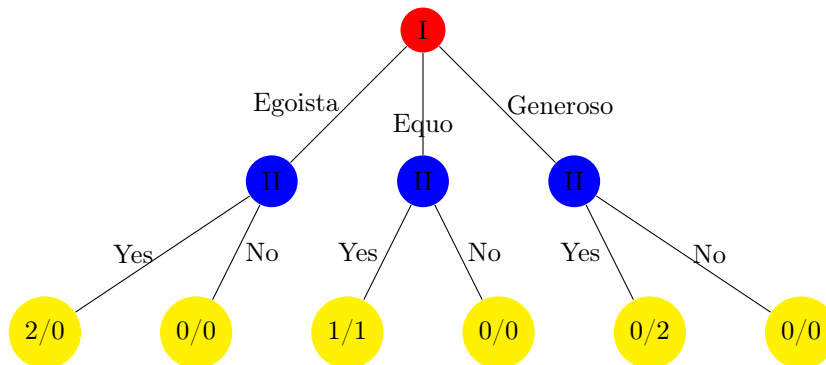 I
Egoista
Equo
Generoso
II
II
II
Yes
No
Yes
No
Yes
No
2/0
0/0
1/1
0/0
0/2
0/0